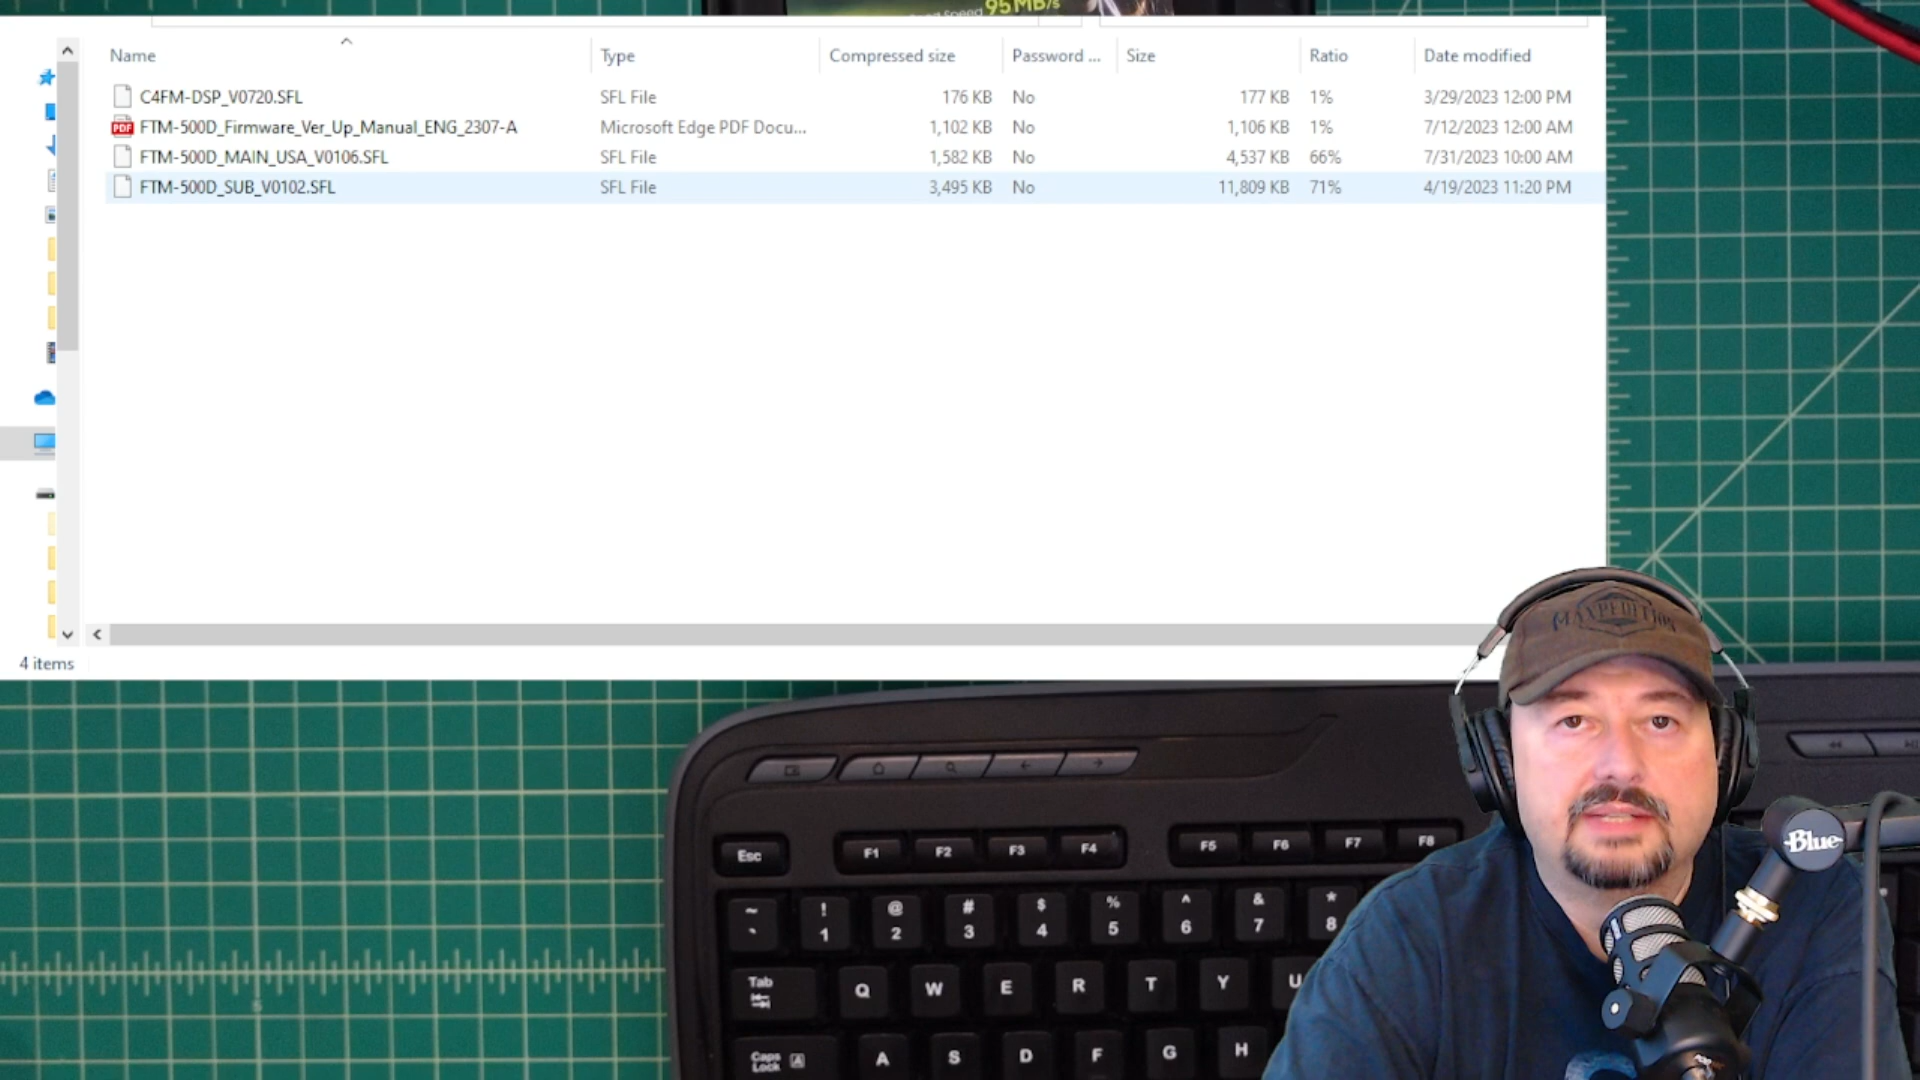 95 MB/s
Name Type Compressed size Password ... Size Ratio Date modified
C4FM-DSP_V0720.SFL SFL File 176 KB No 177 KB 1% 3/29/2023 12:00 PM
PDF FTM-500D_Firmware_Ver_Up_Manual_ENG_2307-A Microsoft Edge PDF Docu... 1,102 KB No 1,106 KB 1% 7/12/2023 12:00 AM
FTM-500D_MAIN_USA_V0106.SFL SFL File 1,582 KB No 4,537 KB 66% 7/31/2023 10:00 AM
FTM-500D_SUB_V0102.SFL SFL File 3,495 KB No 11,809 KB 71% 4/19/2023 11:20 PM
4 items
MAXPEDITION
Blue
Esc F1 F2 F3 F4 F5 F6 F7 F8
~ ! @ # $ % ^ & *
` 1 2 3 4 5 6 7 8
Tab Q W E R T Y U
Caps Lock A A S D F G H
5